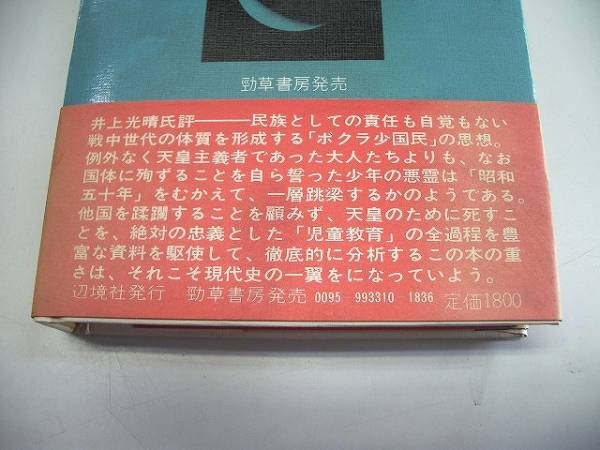 勁草書房発売
井上光晴氏評―――民族としての責任も自覚もない
戦中世代の体質を形成する「ボクラ少国民」の思想。
例外なく天皇主義者であった大人たちよりも、なお
国体に殉ずることを自ら誓った少年の悪霊は「昭和
五十年」をむかえて、一層跳梁するかのようである。
他国を蹂躙することを顧みず、天皇のために死すこ
とを、絶対の忠義とした「児童教育」の全過程を豊
富な資料を駆使して、徹底的に分析するこの本の重
さは、それこそ現代史の一翼をになっていよう。
辺境社発行 勁草書房発売 0095 993310 1836 定価1800